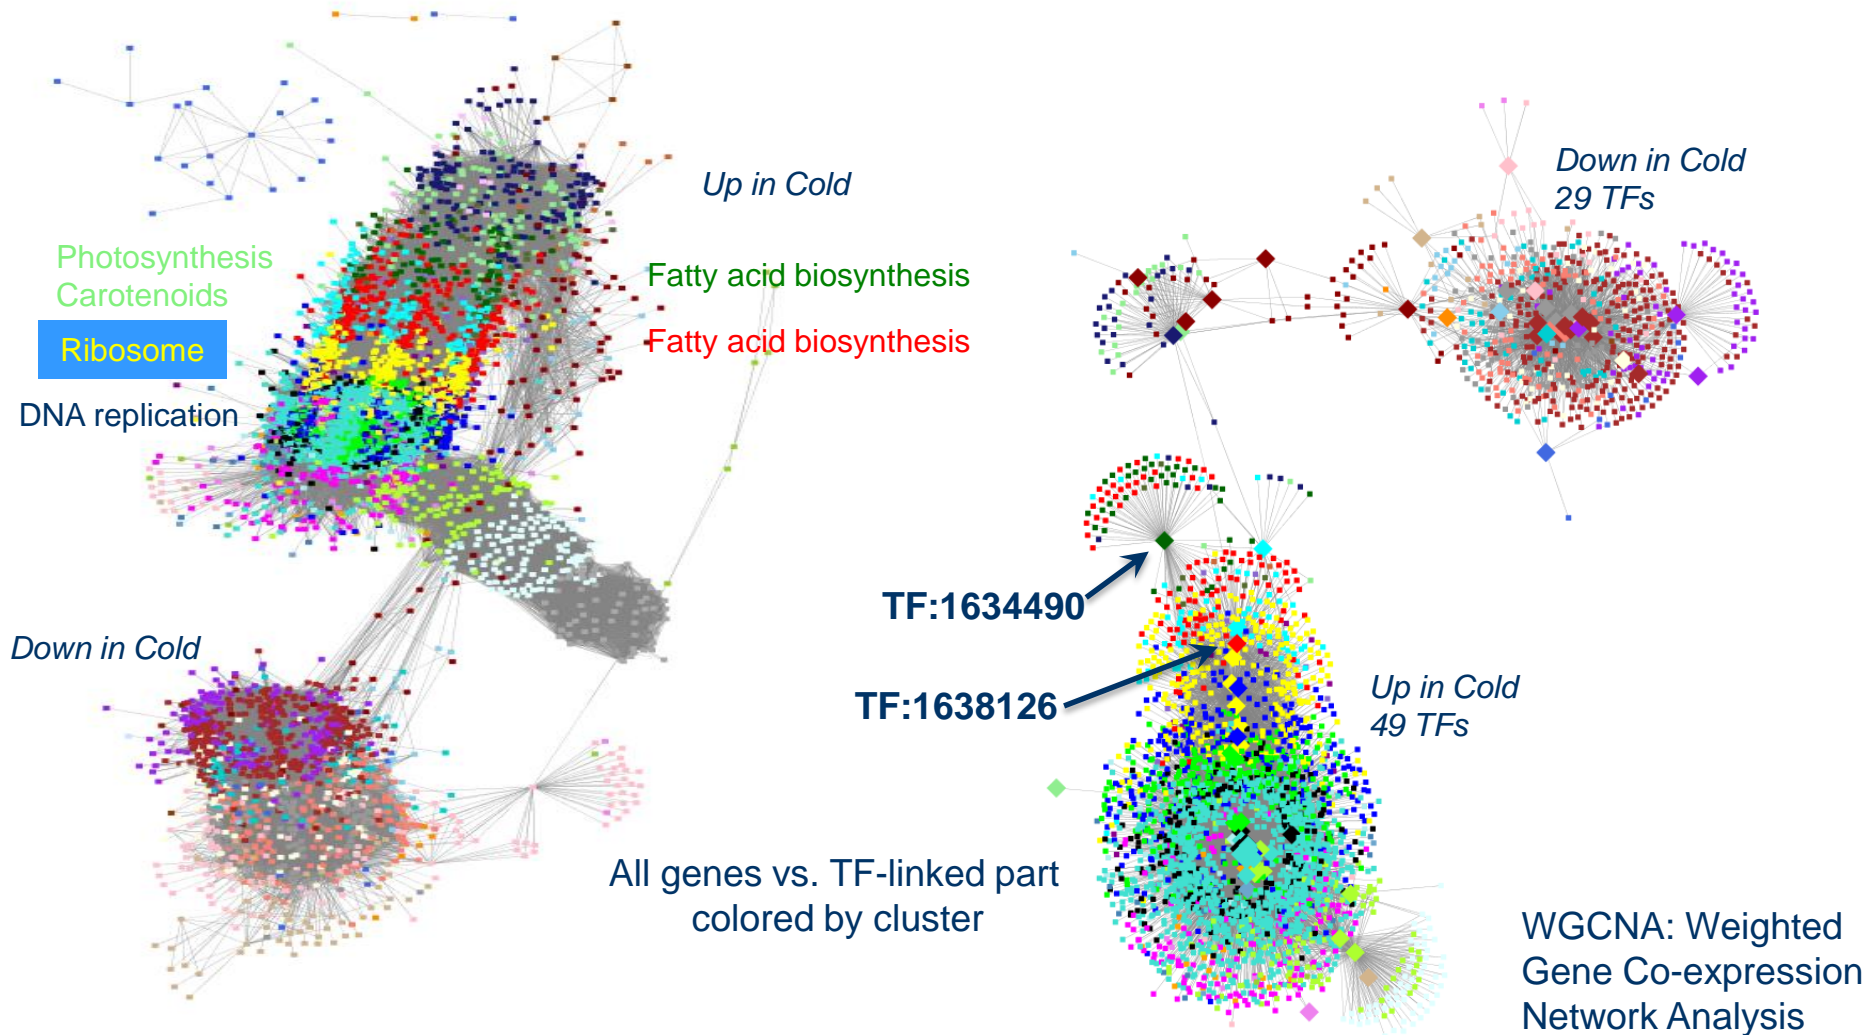 Up in Cold
Photosynthesis
Carotenoids
Ribosome
DNA replication
Fatty acid biosynthesis
Fatty acid biosynthesis
Down in Cold
Down in Cold
29 TFs
TF:1634490
TF:1638126
Up in Cold
49 TFs
All genes vs. TF-linked part
colored by cluster
WGCNA: Weighted
Gene Co-expression
Network Analysis